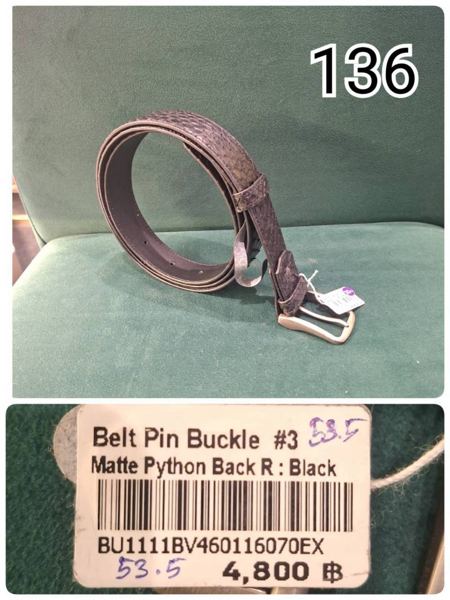 136
Belt Pin Buckle #3 53.5
Matte Python Back R : Black
BU1111BV460116070EX
53.5 4,800 ฿